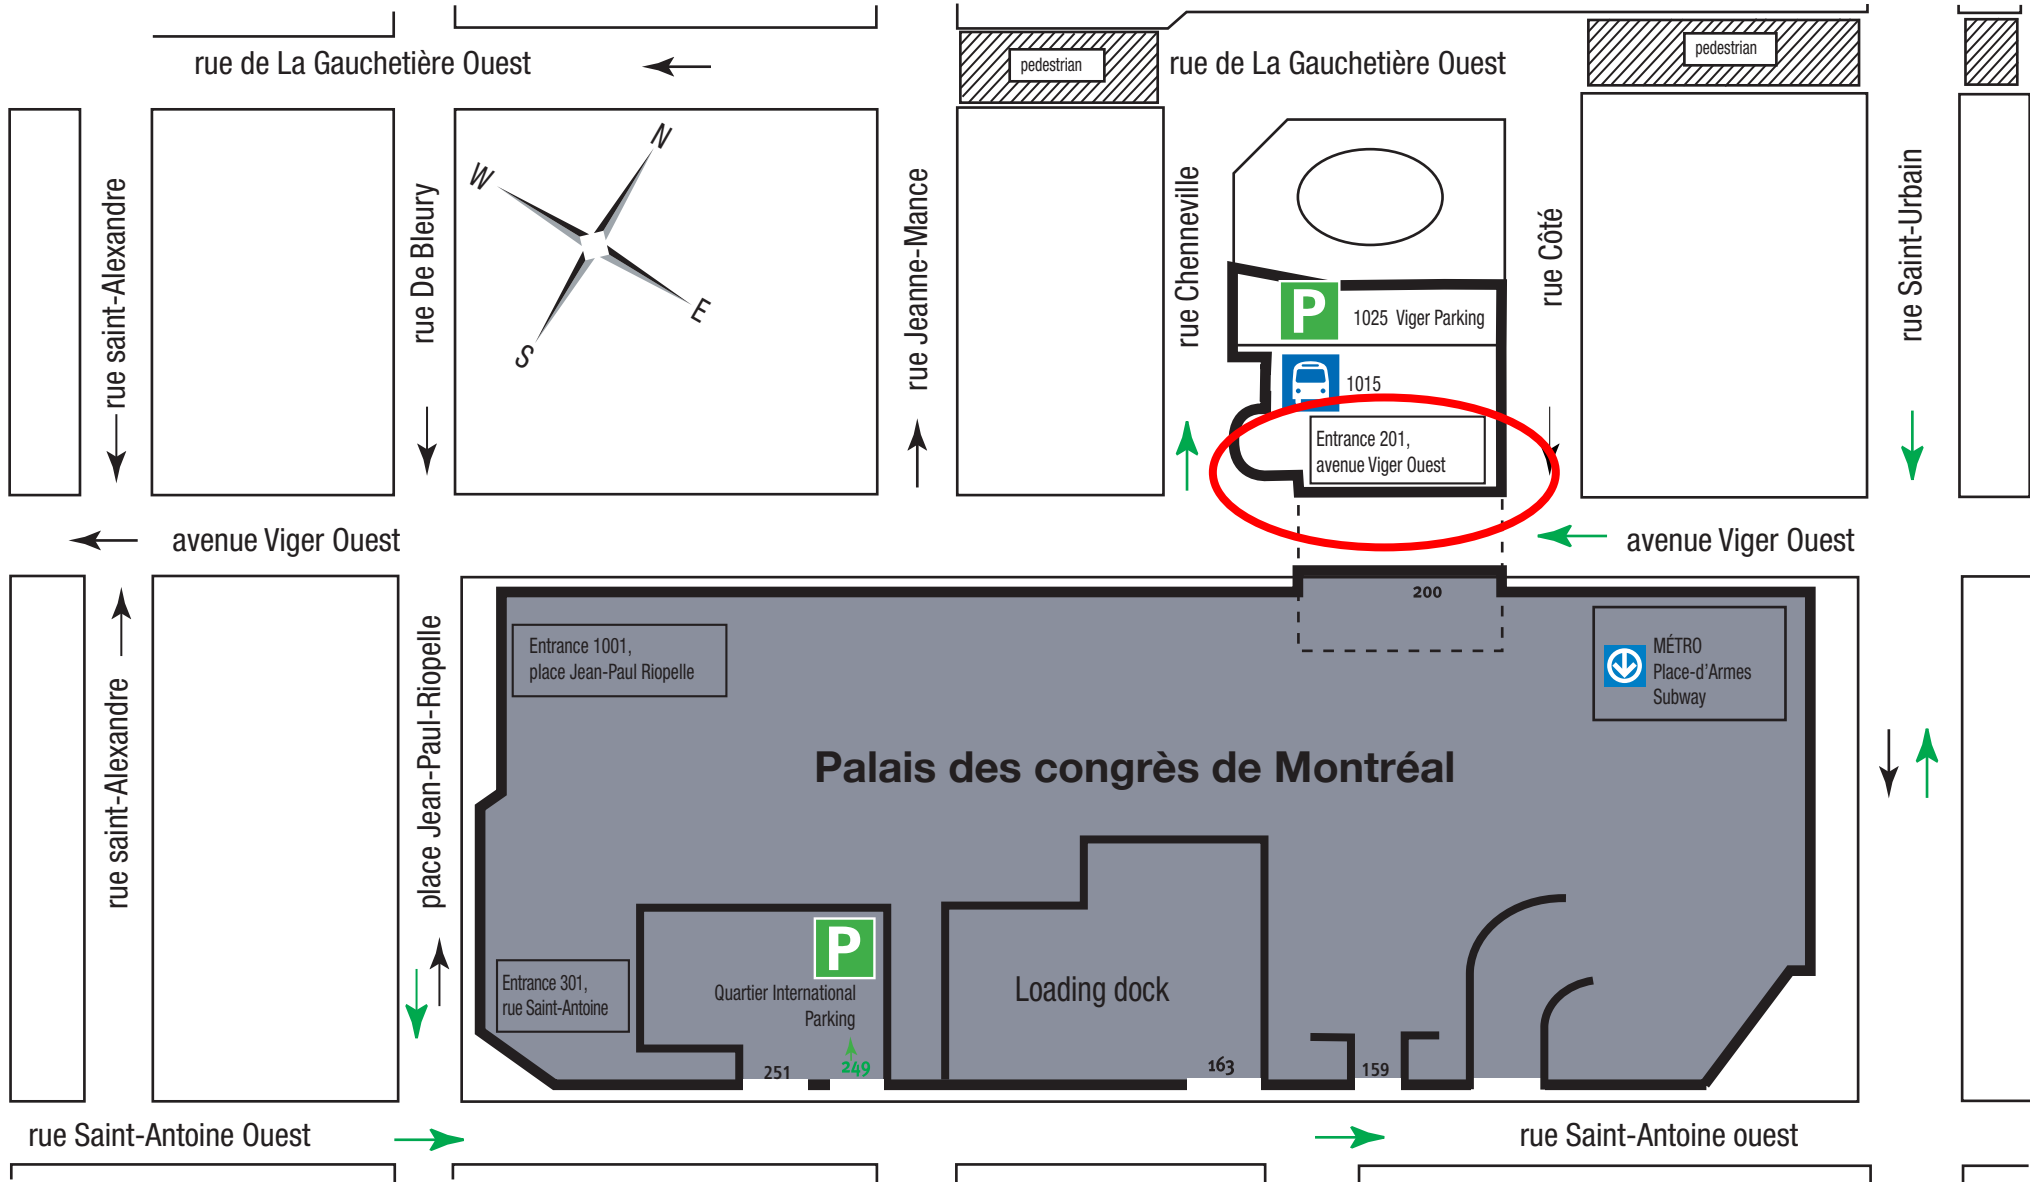 rue de La Gauchetière Ouest
pedestrian
rue de La Gauchetière Ouest
pedestrian
rue saint-Alexandre
rue De Bleury
N
W
E
S
rue Jeanne-Mance
rue Chenneville
rue Côté
rue Saint-Urbain
P
1025 Viger Parking
1015
Entrance 201,
avenue Viger Ouest
avenue Viger Ouest
avenue Viger Ouest
rue saint-Alexandre
place Jean-Paul-Riopelle
200
Entrance 1001,
place Jean-Paul Riopelle
MÉTRO
Place-d'Armes
Subway
Palais des congrès de Montréal
P
Quartier International
Parking
Entrance 301,
rue Saint-Antoine
Loading dock
251
249
163
159
rue Saint-Antoine Ouest
rue Saint-Antoine ouest